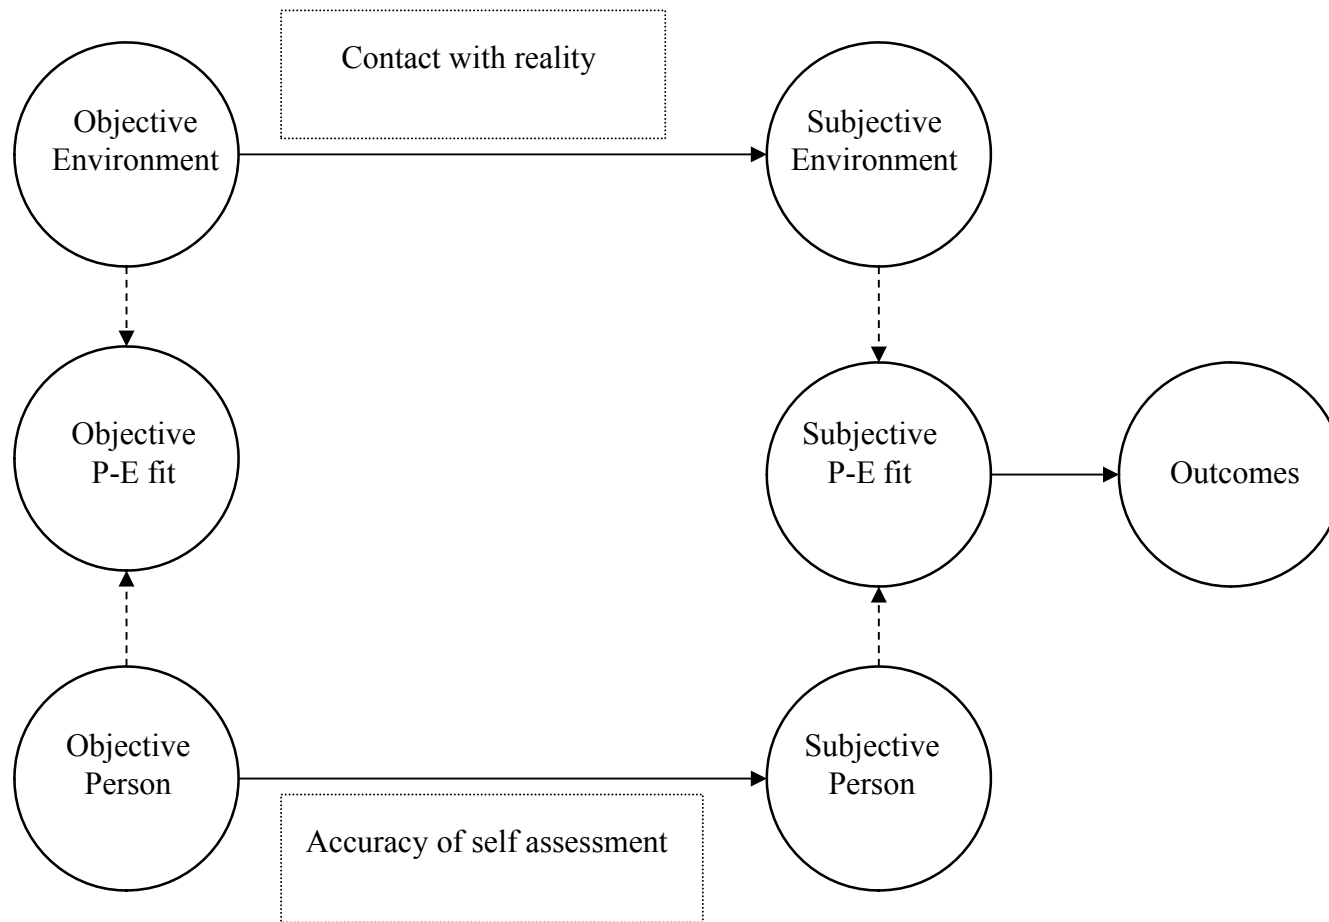 Contact with reality
Objective
Environment
Subjective
Environment
Objective
P-E fit
Subjective
P-E fit
Outcomes
Objective
Person
Subjective
Person
Accuracy of self assessment